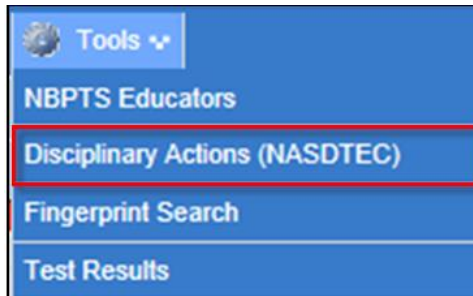 Tools
NBPTS Educators
Disciplinary Actions (NASDTEC)
Fingerprint Search
Test Results